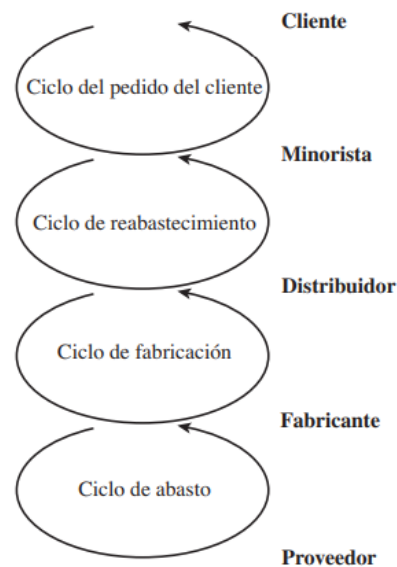 Cliente
Ciclo del pedido del cliente
Minorista
Ciclo de reabastecimiento
Distribuidor
Ciclo de fabricación
Fabricante
Ciclo de abasto
Proveedor